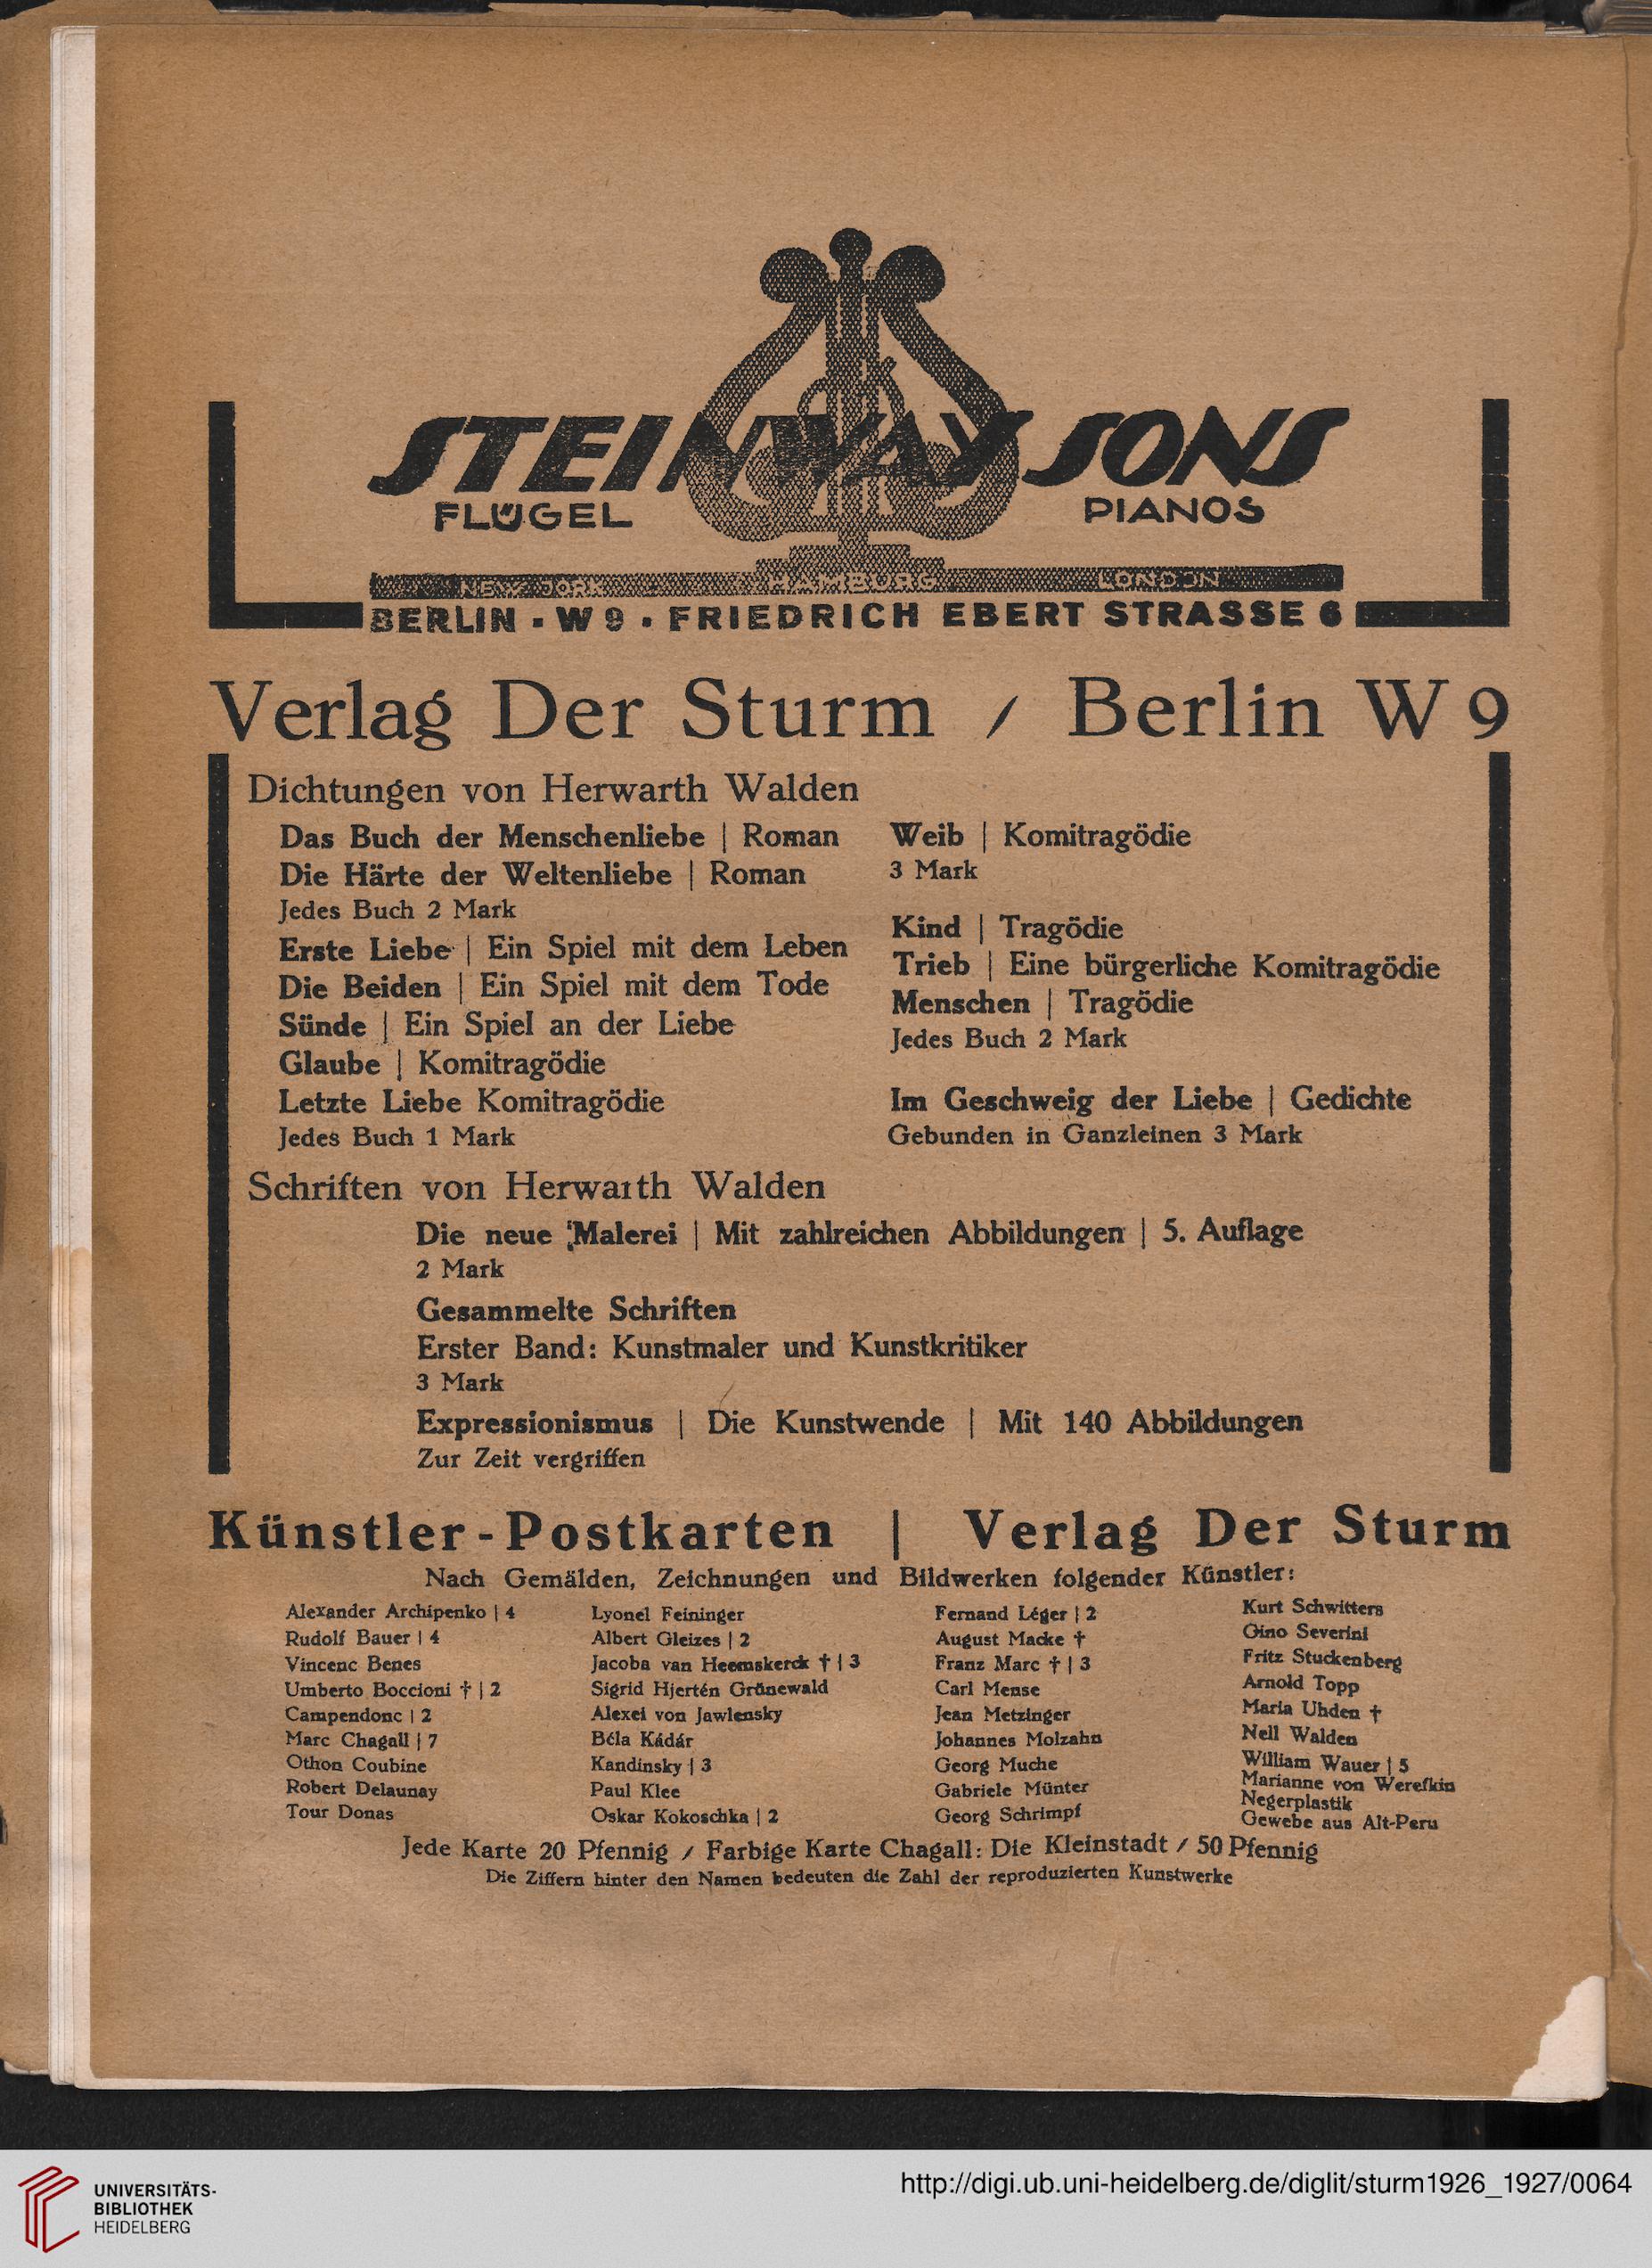 STEINWAY SONS
FLÜGEL
PIANOS
NEW JORK HAMBURG LONDON
BERLIN · W 9 · FRIEDRICH EBERT STRASSE 6
Verlag Der Sturm / Berlin W 9
Dichtungen von Herwarth Walden
Das Buch der Menschenliebe | Roman
Die Härte der Weltenliebe | Roman
Jedes Buch 2 Mark
Erste Liebe | Ein Spiel mit dem Leben
Die Beiden | Ein Spiel mit dem Tode
Sünde | Ein Spiel an der Liebe
Glaube | Komitragödie
Letzte Liebe Komitragödie
Jedes Buch 1 Mark
Weib | Komitragödie
3 Mark
Kind | Tragödie
Trieb | Eine bürgerliche Komitragödie
Menschen | Tragödie
Jedes Buch 2 Mark
Im Geschweig der Liebe | Gedichte
Gebunden in Ganzleinen 3 Mark
Schriften von Herwarth Walden
Die neue Malerei | Mit zahlreichen Abbildungen | 5. Auflage
2 Mark
Gesammelte Schriften
Erster Band: Kunstmaler und Kunstkritiker
3 Mark
Expressionismus | Die Kunstwende | Mit 140 Abbildungen
Zur Zeit vergriffen
Künstler-Postkarten | Verlag Der Sturm
Nach Gemälden, Zeichnungen und Bildwerken folgender Künstler:
Alexander Archipenko | 4
Rudolf Bauer | 4
Vincenc Benes
Umberto Boccioni † | 2
Campendonc | 2
Marc Chagall | 7
Othon Coubine
Robert Delaunay
Tour Donas
Lyonel Feininger
Albert Gleizes | 2
Jacoba van Heemskerck † | 3
Sigrid Hjertén Grünewald
Alexei von Jawlensky
Béla Kádár
Kandinsky | 3
Paul Klee
Oskar Kokoschka | 2
Fernand Léger | 2
August Macke †
Franz Marc † | 3
Carl Mense
Jean Metzinger
Johannes Molzahn
Georg Muche
Gabriele Münter
Georg Schrimpf
Kurt Schwitters
Gino Severini
Fritz Stuckenberg
Arnold Topp
Maria Uhden †
Nell Walden
William Wauer | 5
Marianne von Werefkin
Negerplastik
Gewebe aus Alt-Peru
Jede Karte 20 Pfennig / Farbige Karte Chagall: Die Kleinstadt / 50 Pfennig
Die Ziffern hinter den Namen bedeuten die Zahl der reproduzierten Kunstwerke
UNIVERSITÄTS-
BIBLIOTHEK
HEIDELBERG
http://digi.ub.uni-heidelberg.de/diglit/sturm1926_1927/0064